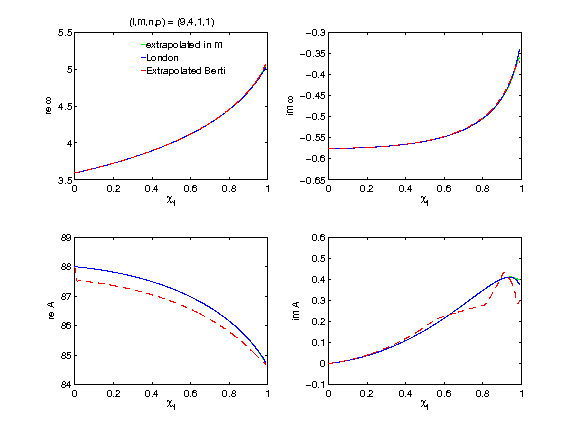 (l,m,n,p) = (9,4,1,1)
5.5
5
4.5
4
3.5
re ω
extrapolated in m
London
Extrapolated Berti
0 0.2 0.4 0.6 0.8 1
χf
-0.3
-0.35
-0.4
-0.45
-0.5
-0.55
-0.6
-0.65
im ω
0 0.2 0.4 0.6 0.8 1
χf
89
88
87
86
85
84
re A
0 0.2 0.4 0.6 0.8 1
χf
0.6
0.5
0.4
0.3
0.2
0.1
0
-0.1
im A
0 0.2 0.4 0.6 0.8 1
χf